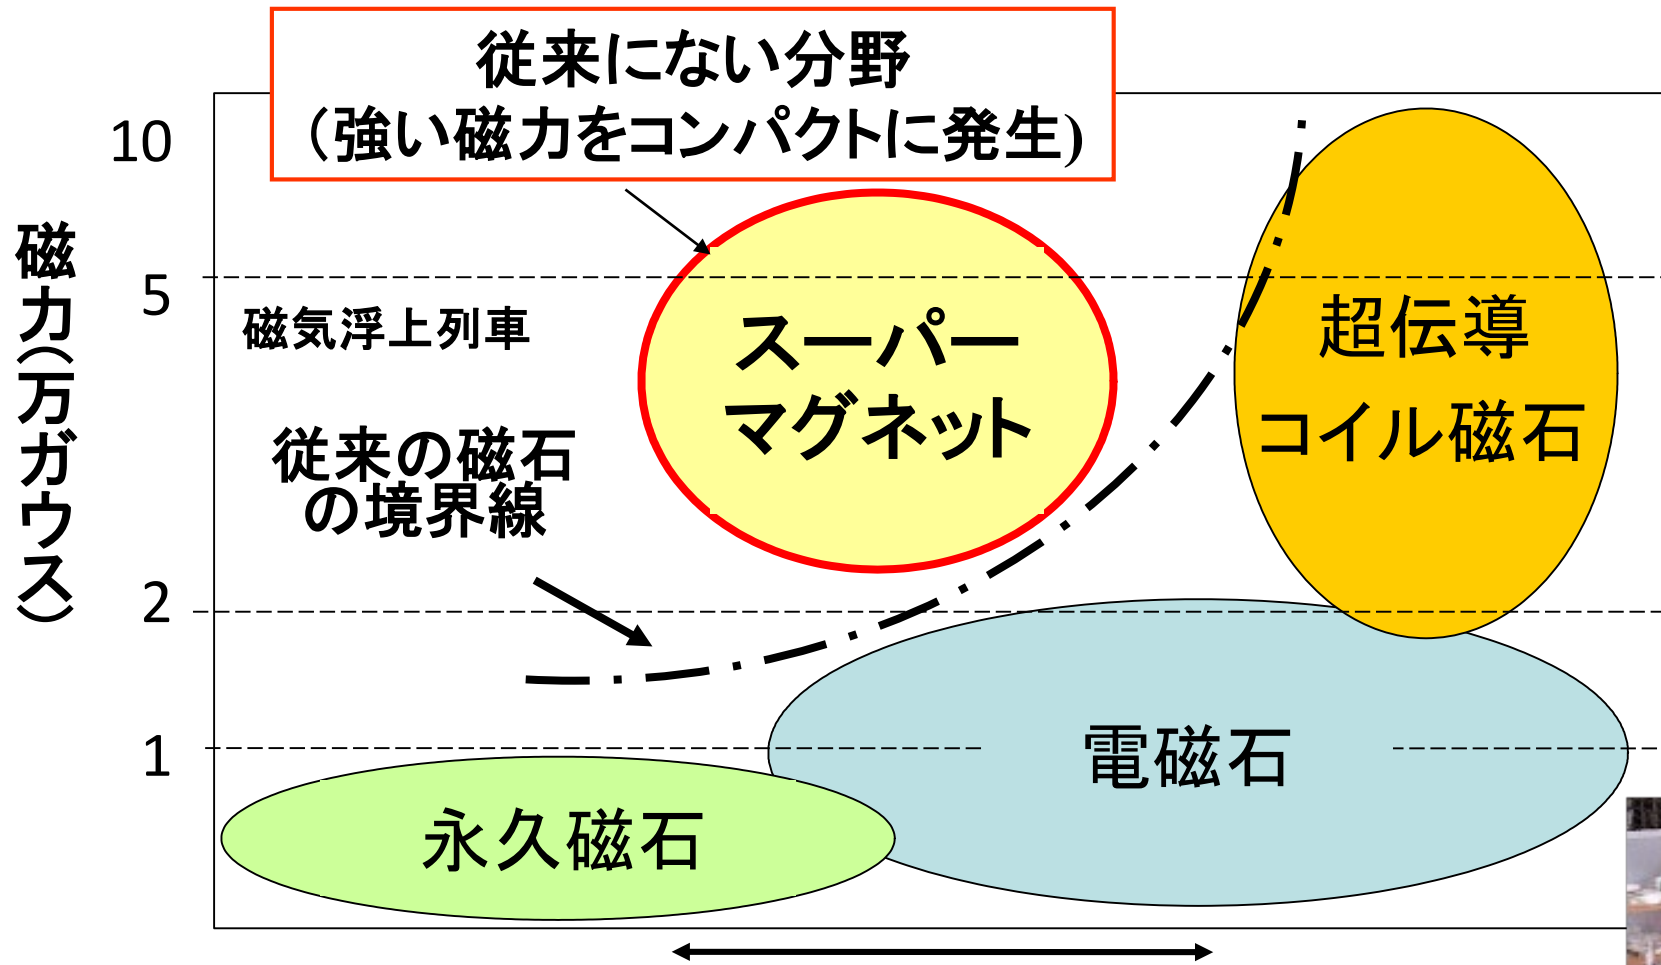 従来にない分野
（強い磁力をコンパクトに発生)
10
5
2
1
磁力（万ガウス）
磁気浮上列車
従来の磁石
の境界線
スーパー
マグネット
超伝導
コイル磁石
電磁石
永久磁石